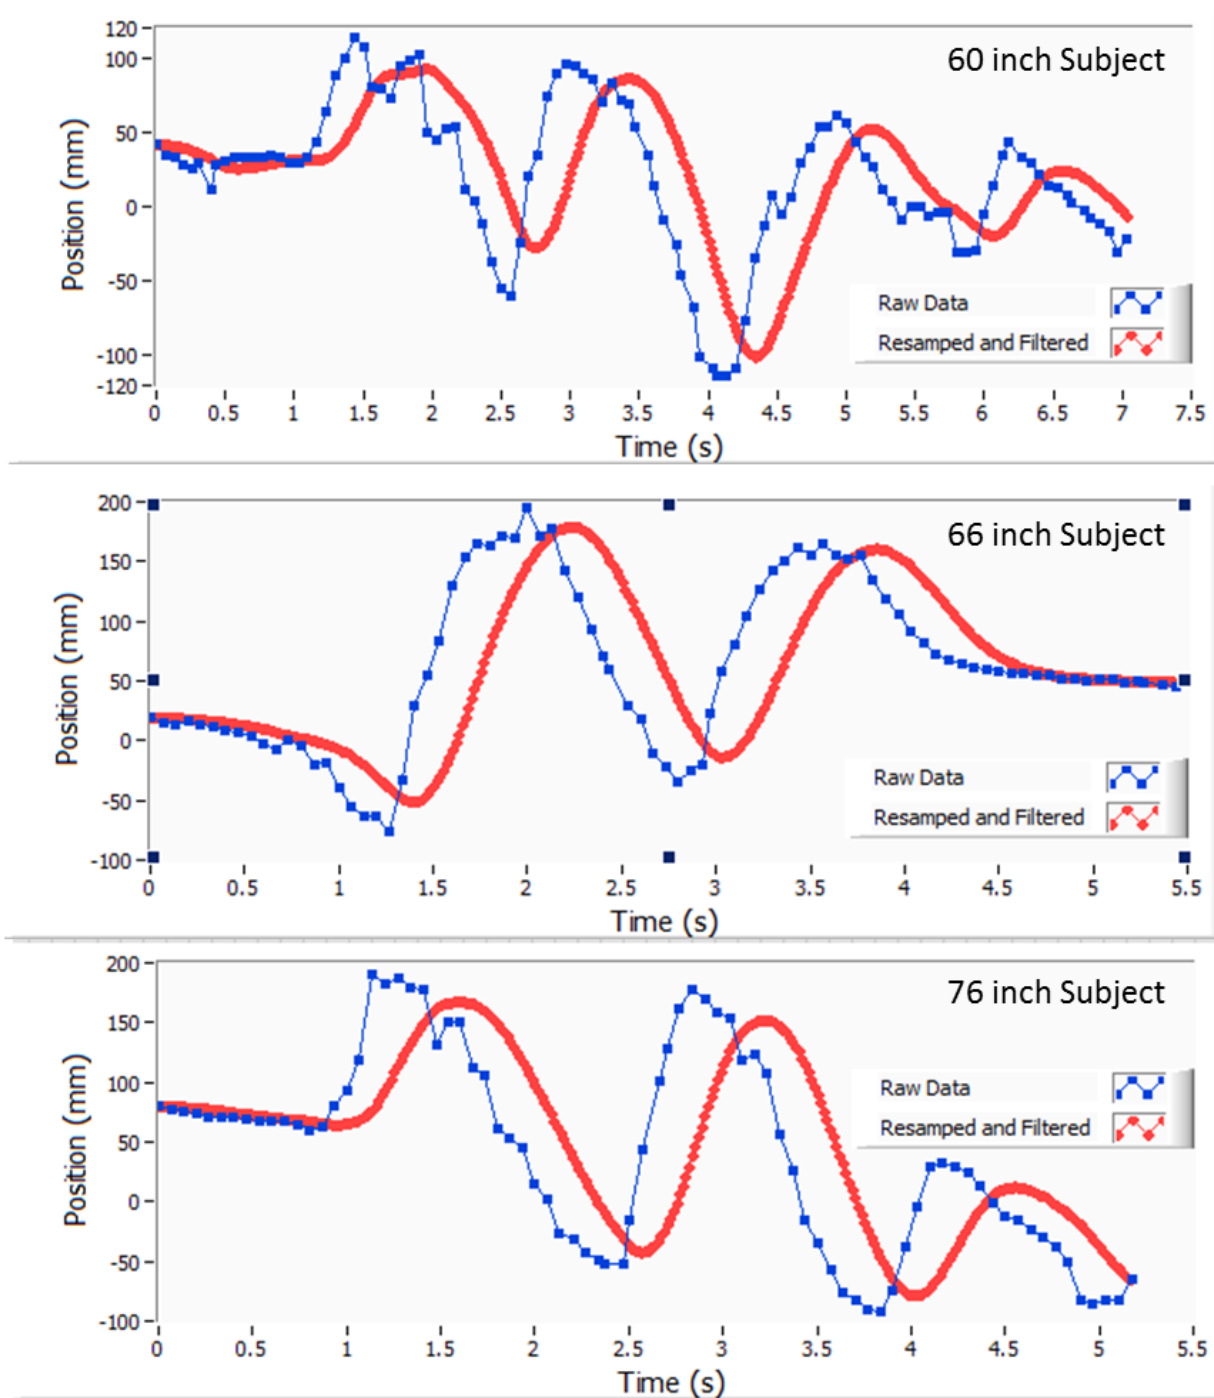 60 inch Subject
120
100
50
0
-50
-100
-120
Position (mm)
Raw Data
Resamped and Filtered
0 0.5 1 1.5 2 2.5 3 3.5 4 4.5 5 5.5 6 6.5 7 7.5
Time (s)
66 inch Subject
200
150
100
50
0
-50
-100
Position (mm)
Raw Data
Resamped and Filtered
0 0.5 1 1.5 2 2.5 3 3.5 4 4.5 5 5.5
Time (s)
76 inch Subject
200
150
100
50
0
-50
-100
Position (mm)
Raw Data
Resamped and Filtered
0 0.5 1 1.5 2 2.5 3 3.5 4 4.5 5 5.5
Time (s)